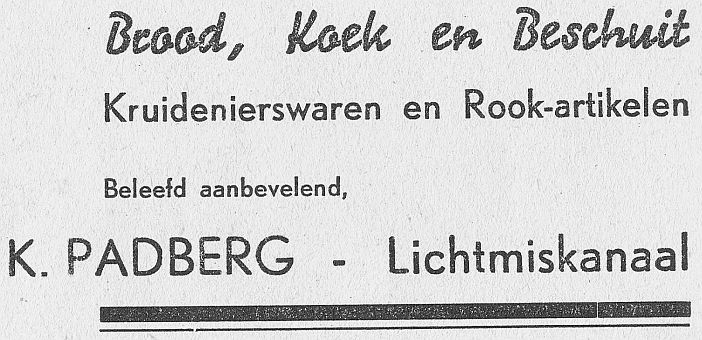 Brood, Koek en Beschuit
Kruidenierswaren en Rook-artikelen
Beleefd aanbevelend,
K. PADBERG - Lichtmiskanaal